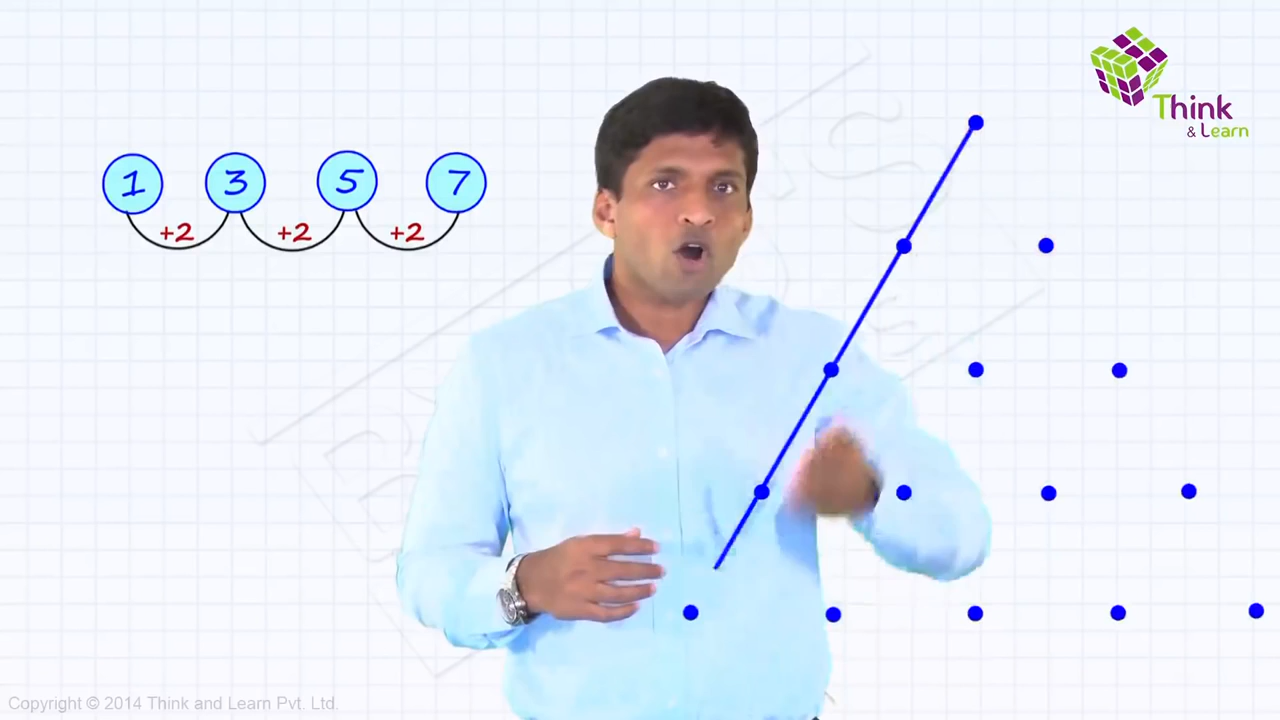 Think
& Learn
1 3 5 7
+2 +2 +2
Copyright © 2014 Think and Learn Pvt. Ltd.